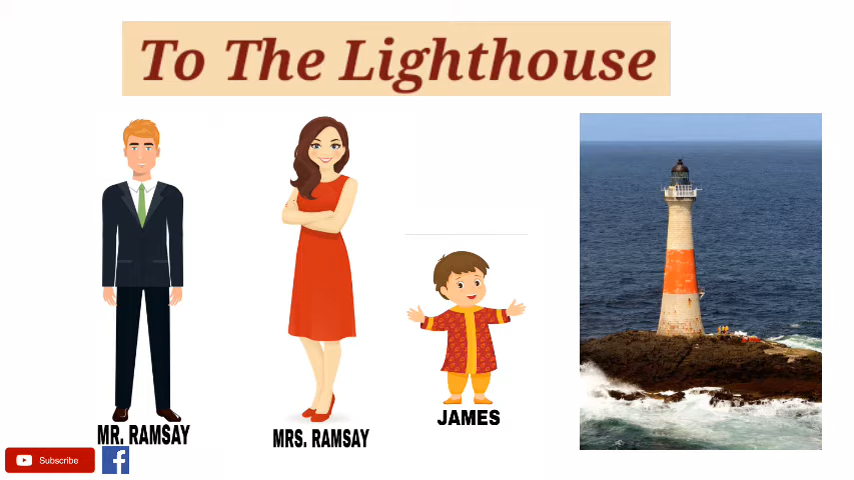 To The Lighthouse
MR. RAMSAY
MRS. RAMSAY
JAMES
Subscribe